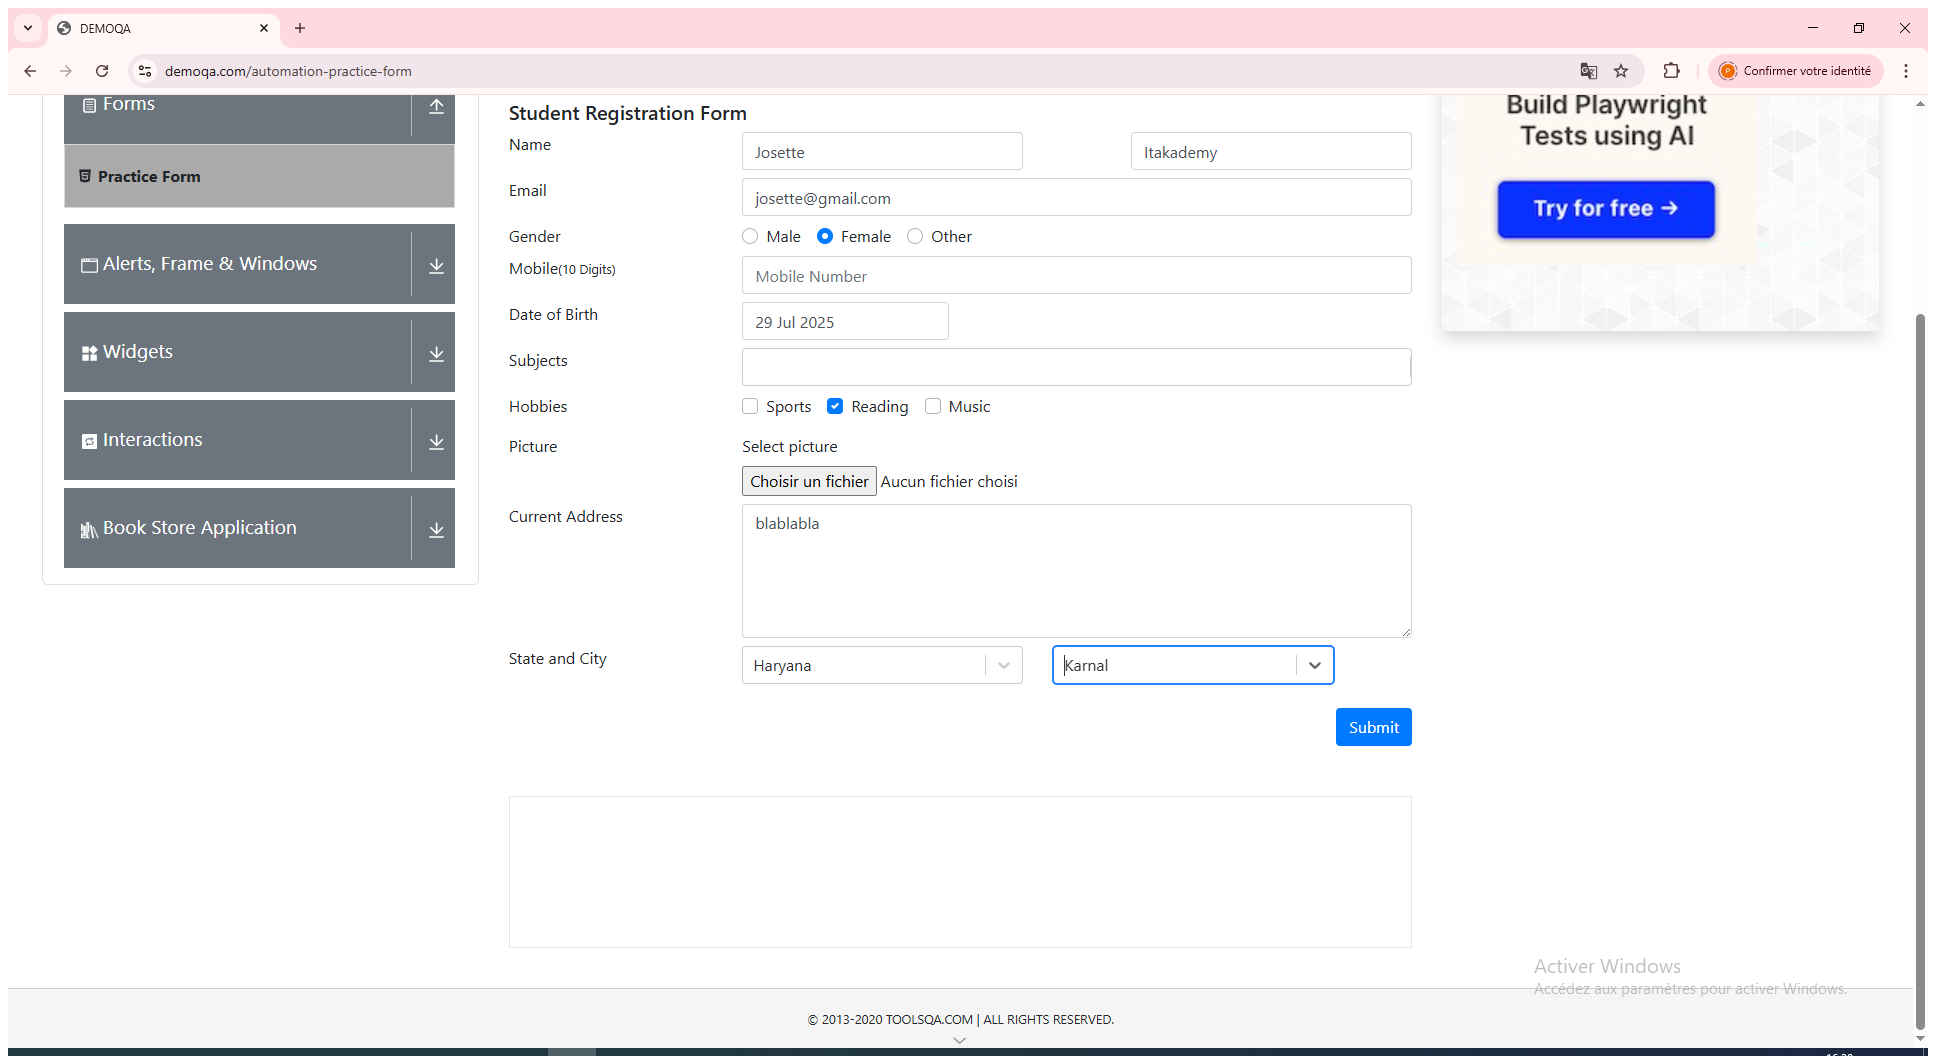 DEMOQA
demoqa.com/automation-practice-form
Confirmer votre identité
Forms
Practice Form
Alerts, Frame & Windows
Widgets
Interactions
Book Store Application
Student Registration Form
Name
Josette
Itakademy
Email
josette@gmail.com
Gender
Male
Female
Other
Mobile(10 Digits)
Mobile Number
Date of Birth
29 Jul 2025
Subjects
Hobbies
Sports
Reading
Music
Picture
Select picture
Choisir un fichier
Aucun fichier choisi
Current Address
blablabla
State and City
Haryana
Karnal
Submit
Build Playwright
Tests using AI
Try for free →
Activer Windows
Accédez aux paramètres pour activer Windows.
© 2013-2020 TOOLSQA.COM | ALL RIGHTS RESERVED.